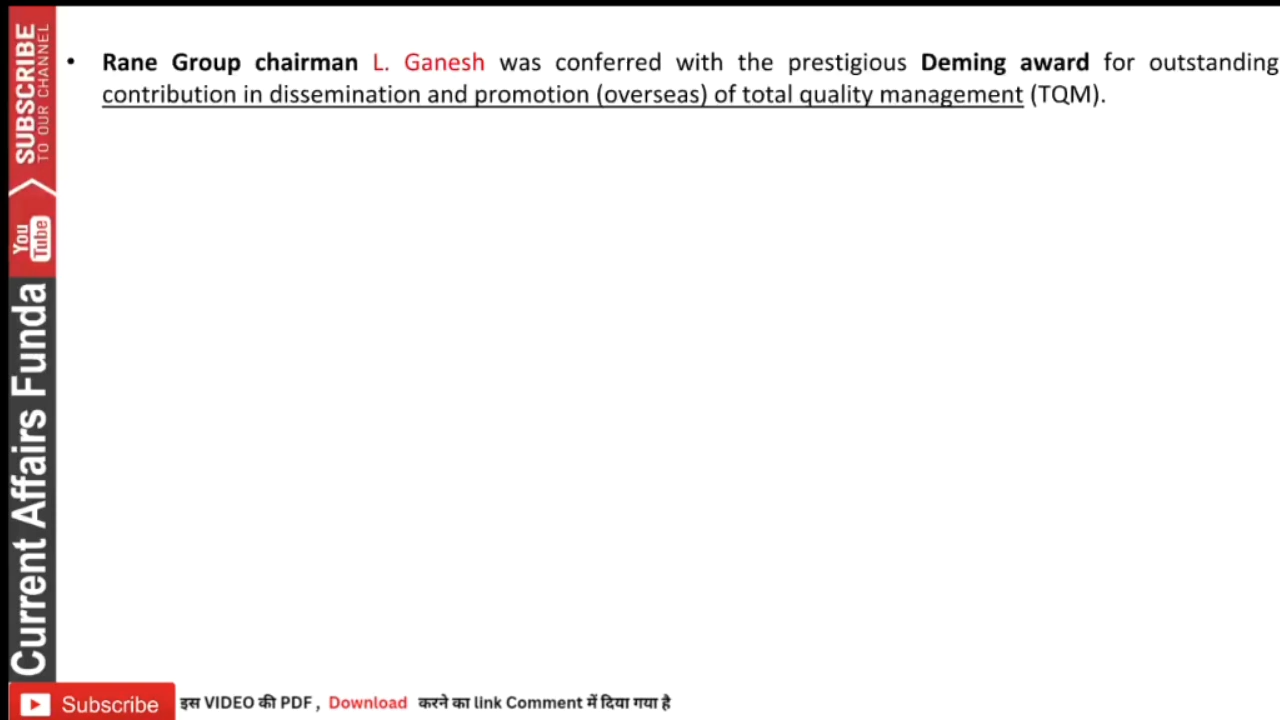 • Rane Group chairman L. Ganesh was conferred with the prestigious Deming award for outstanding
contribution in dissemination and promotion (overseas) of total quality management (TQM).
SUBSCRIBE
TO OUR CHANNEL
You
Tube
Current Affairs Funda
Subscribe
इस VIDEO की PDF , Download करने का link Comment में दिया गया है